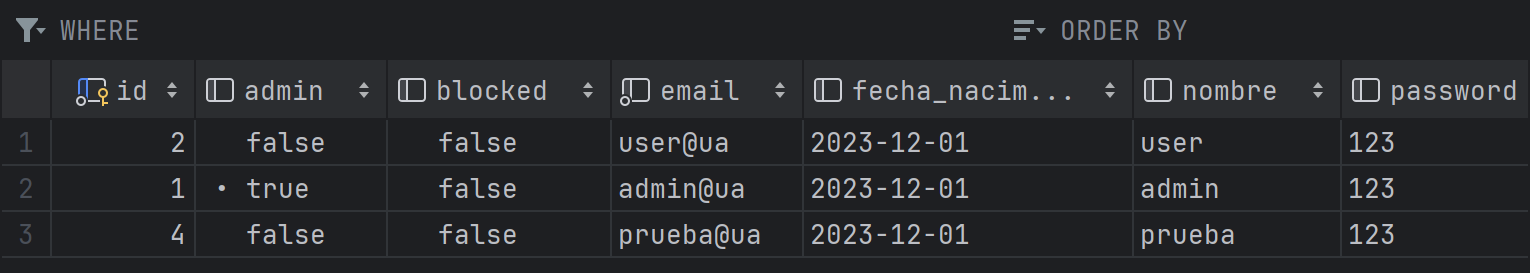 WHERE ORDER BY
id admin blocked email fecha_nacim... nombre password
1 2 false false user@ua 2023-12-01 user 123
2 1 • true false admin@ua 2023-12-01 admin 123
3 4 false false prueba@ua 2023-12-01 prueba 123